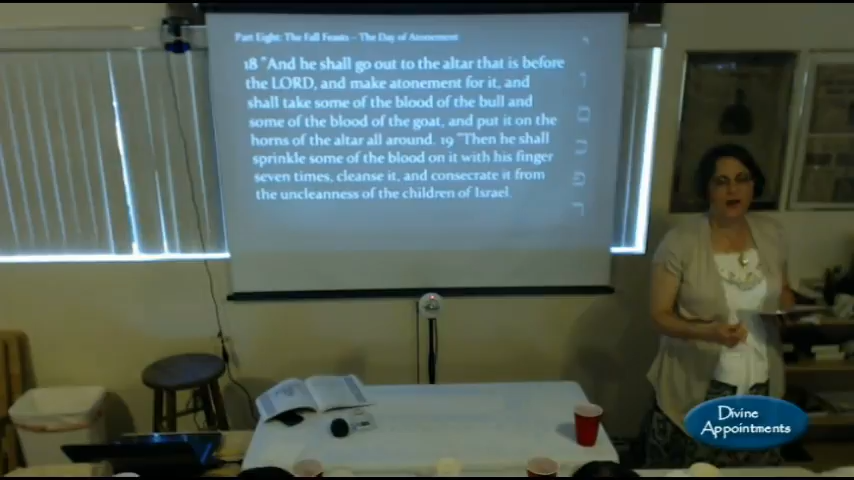 Part Eight: The Fall Feasts – The Day of Atonement
18 "And he shall go out to the altar that is before
the LORD, and make atonement for it, and
shall take some of the blood of the bull and
some of the blood of the goat, and put it on the
horns of the altar all around. 19 "Then he shall
sprinkle some of the blood on it with his finger
seven times, cleanse it, and consecrate it from
the uncleanness of the children of Israel.
Divine
Appointments